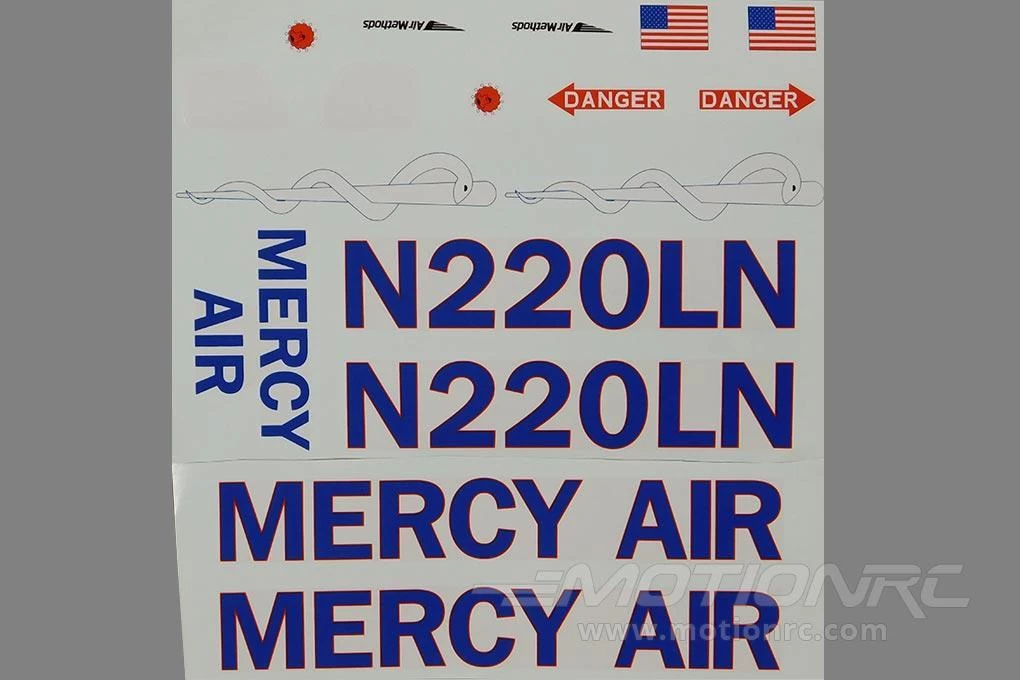 AirMethods
AirMethods
DANGER
DANGER
MERCY
AIR
N220LN
N220LN
MERCY AIR
MERCY AIR
MOTIONRC
www.motionrc.com